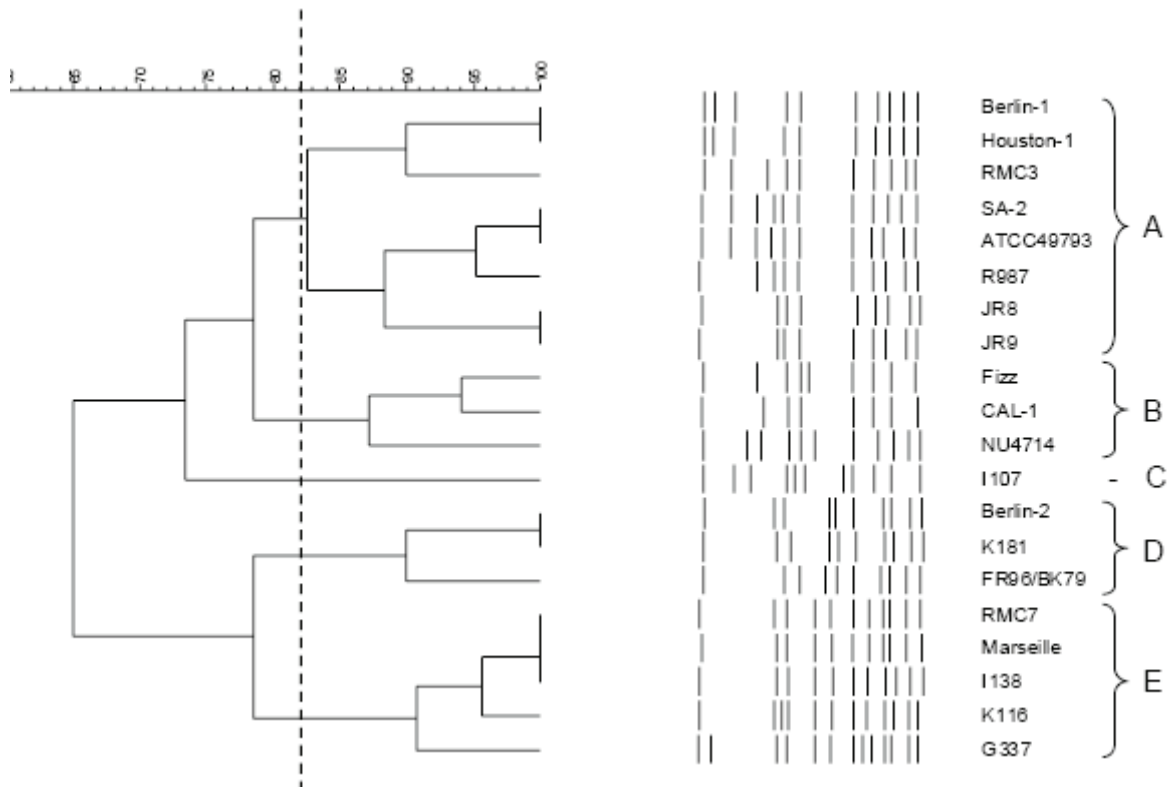 65 70 75 80 85 90 95 100
Berlin-1
Houston-1
RMC3
SA-2
ATCC49793
R987
JR8
JR9
A
Fizz
CAL-1
NU4714
B
I107 - C
Berlin-2
K181
FR96/BK79
D
RMC7
Marseille
I138
K116
G337
E